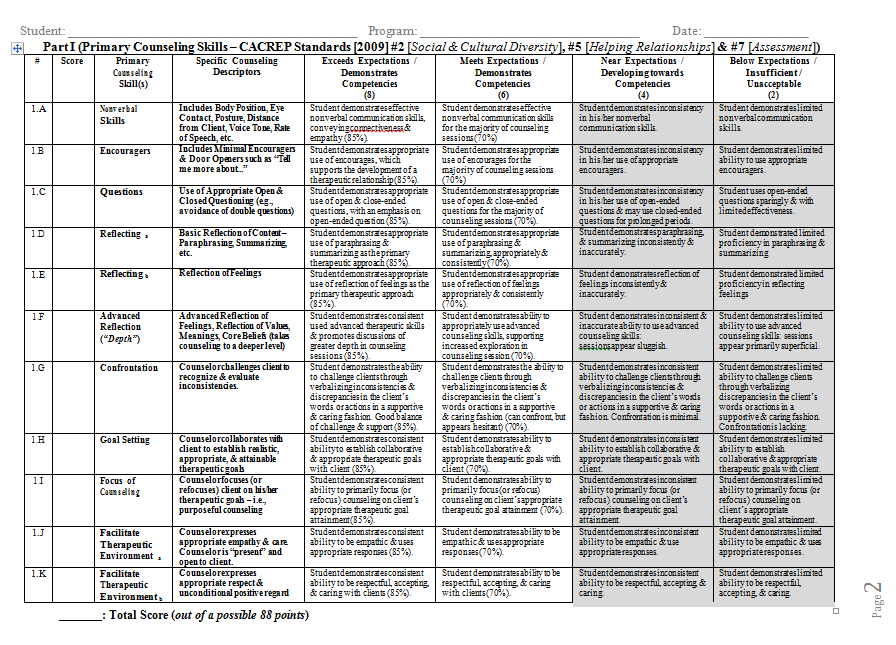 Student: ______________________ Program: ______________________ Date: ______________
Part I (Primary Counseling Skills – CACREP Standards [2009] #2 [Social & Cultural Diversity], #5 [Helping Relationships] & #7 [Assessment])
#
Score
Primary
Counseling
Skill(s)
Specific Counseling
Descriptors
Exceeds Expectations /
Demonstrates
Competencies
(8)
Meets Expectations /
Demonstrates
Competencies
(6)
Near Expectations /
Developing towards
Competencies
(4)
Below Expectations /
Insufficient /
Unacceptable
(2)
1.A
Nonverbal
Skills
Includes Body Position, Eye
Contact, Posture, Distance
from Client, Voice Tone, Rate
of Speech, etc.
Student demonstrates effective
nonverbal communication skills,
conveying connectiveness &
empathy (85%).
Student demonstrates effective
nonverbal communication skills
for the majority of counseling
sessions (70%)
Student demonstrates inconsistency
in his/her nonverbal
communication skills.
Student demonstrates limited
nonverbal communication
skills.
1.B
Encouragers
Includes Minimal Encouragers
& Door Openers such as “Tell
me more about..”
Student demonstrates appropriate
use of encourages, which
supports the development of a
therapeutic relationship (85%).
Student demonstrates appropriate
use of encourages for the
majority of counseling sessions
(70%)
Student demonstrates inconsistency
in his/her use of appropriate
encouragers.
Student demonstrates limited
ability to use appropriate
encouragers.
1.C
Questions
Use of Appropriate Open &
Closed Questioning (e.g.,
avoidance of double questions)
Student demonstrates appropriate
use of open & close-ended
questions, with an emphasis on
open-ended question (85%).
Student demonstrates appropriate
use of open & close-ended
questions for the majority of
counseling sessions (70%).
Student demonstrates inconsistency
in his/her use of open-ended
questions & may use closed-ended
questions for prolonged periods.
Student uses open-ended
questions sparingly & with
limited effectiveness.
1.D
Reflecting a
Basic Reflection of Content –
Paraphrasing, Summarizing,
etc.
Student demonstrates appropriate
use of paraphrasing &
summarizing as the primary
therapeutic approach (85%).
Student demonstrates appropriate
use of paraphrasing &
summarizing, appropriately &
consistently (70%).
Student demonstrates paraphrasing,
& summarizing inconsistently &
inaccurately.
Student demonstrated limited
proficiency in paraphrasing &
summarizing
1.E
Reflecting b
Reflection of Feelings
Student demonstrates appropriate
use of reflection of feelings as the
primary therapeutic approach
(85%).
Student demonstrates appropriate
use of reflection of feelings
appropriately & consistently
(70%).
Student demonstrates reflection of
feelings inconsistently &
inaccurately.
Student demonstrated limited
proficiency in reflecting
feelings
1.F
Advanced
Reflection
(“Depth”)
Advanced Reflection of
Feelings, Reflection of Values,
Meanings, Core Beliefs (takes
counseling to a deeper level)
Student demonstrates consistent
used advanced therapeutic skills
& promotes discussions of
greater depth in counseling
sessions (85%).
Student demonstrates ability to
appropriately use advanced
counseling skills, supporting
increased exploration in
counseling session (70%).
Student demonstrates inconsistent &
inaccurate ability to use advanced
counseling skills:
sessions appear sluggish.
Student demonstrates limited
ability to use advanced
counseling skills: sessions
appear primarily superficial.
1.G
Confrontation
Counselor challenges client to
recognize & evaluate
inconsistencies.
Student demonstrates the ability
to challenge clients through
verbalizing inconsistencies &
discrepancies in the client’s
words or actions in a supportive
& caring fashion. Good balance
of challenge & support (85%).
Student demonstrates the ability to
challenge clients through
verbalizing inconsistencies &
discrepancies in the client’s
words or actions in a supportive
& caring fashion (can confront, but
appears hesitant) (70%).
Student demonstrates inconsistent
ability to challenge clients through
verbalizing inconsistencies &
discrepancies in the client’s words
or actions in a supportive & caring
fashion. Confrontation is minimal.
Student demonstrates limited
ability to challenge clients
through verbalizing
discrepancies in the client’s
words or actions in a
supportive & caring fashion.
Confrontation is lacking.
1.H
Goal Setting
Counselor collaborates with
client to establish realistic,
appropriate, & attainable
therapeutic goals
Student demonstrates consistent
ability to establish collaborative
& appropriate therapeutic goals
with client (85%).
Student demonstrates ability to
establish collaborative &
appropriate therapeutic goals with
client (70%).
Student demonstrates inconsistent
ability to establish collaborative &
appropriate therapeutic goals with
client.
Student demonstrates limited
ability to establish
collaborative & appropriate
therapeutic goals with client.
1.I
Focus of
Counseling
Counselor focuses (or
refocuses) client on his/her
therapeutic goals – i.e.,
purposeful counseling
Student demonstrates consistent
ability to primarily focus (or
refocus) counseling on client’s
appropriate therapeutic goal
attainment (85%).
Student demonstrates ability to
primarily focus (or refocus)
counseling on client’s appropriate
therapeutic goal attainment (70%).
Student demonstrates inconsistent
ability to primarily focus (or
refocus) counseling on client’s
appropriate therapeutic goal
attainment.
Student demonstrates limited
ability to primarily focus (or
refocus) counseling on
client’s appropriate
therapeutic goal attainment.
1.J
Facilitate
Therapeutic
Environment a
Counselor expresses
appropriate empathy & care.
Counselor is “present” and
open to client.
Student demonstrates consistent
ability to be empathic & uses
appropriate responses (85%).
Student demonstrates ability to be
empathic & uses appropriate
responses (70%).
Student demonstrates inconsistent
ability to be empathic & use
appropriate responses.
Student demonstrates limited
ability to be empathic & uses
appropriate responses.
1.K
Facilitate
Therapeutic
Environment b
Counselor expresses
appropriate respect &
unconditional positive regard
Student demonstrates consistent
ability to be respectful, accepting,
& caring with clients (85%).
Student demonstrates ability to be
respectful, accepting, & caring
with clients (70%).
Student demonstrates inconsistent
ability to be respectful, accepting &
caring.
Student demonstrates limited
ability to be respectful,
accepting, & caring.
_______: Total Score (out of a possible 88 points)
Page 2